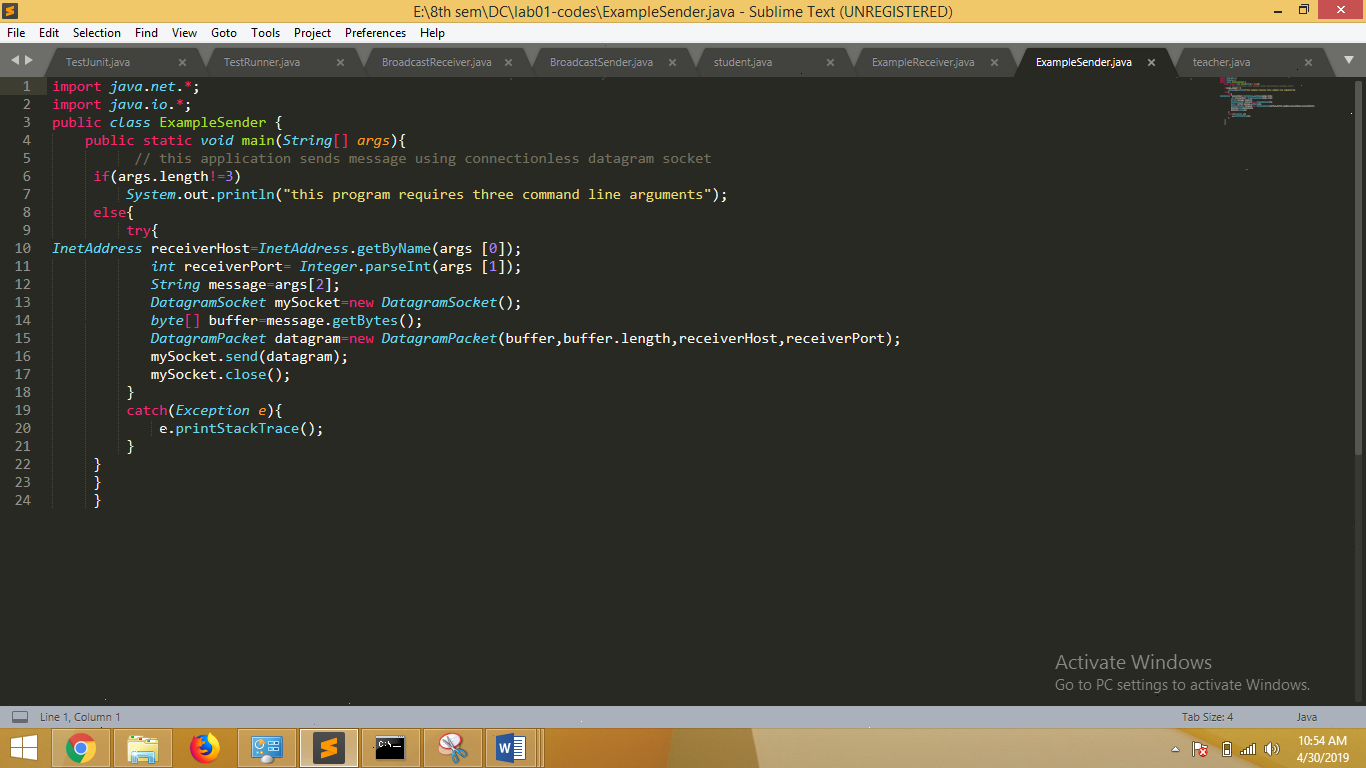 E:\8th sem\DC\lab01-codes\ExampleSender.java - Sublime Text (UNREGISTERED)
File Edit Selection Find View Goto Tools Project Preferences Help
TestJunit.java TestRunner.java BroadcastReceiver.java BroadcastSender.java student.java ExampleReceiver.java ExampleSender.java teacher.java
1 import java.net.*;
2 import java.io.*;
3 public class ExampleSender {
4 public static void main(String[] args){
5 // this application sends message using connectionless datagram socket
6 if(args.length!=3)
7 System.out.println("this program requires three command line arguments");
8 else{
9 try{
10 InetAddress receiverHost=InetAddress.getByName(args [0]);
11 int receiverPort= Integer.parseInt(args [1]);
12 String message=args[2];
13 DatagramSocket mySocket=new DatagramSocket();
14 byte[] buffer=message.getBytes();
15 DatagramPacket datagram=new DatagramPacket(buffer,buffer.length,receiverHost,receiverPort);
16 mySocket.send(datagram);
17 mySocket.close();
18 }
19 catch(Exception e){
20 e.printStackTrace();
21 }
22 }
23 }
24 }
Activate Windows
Go to PC settings to activate Windows.
Line 1, Column 1 Tab Size: 4 Java
10:54 AM
4/30/2019